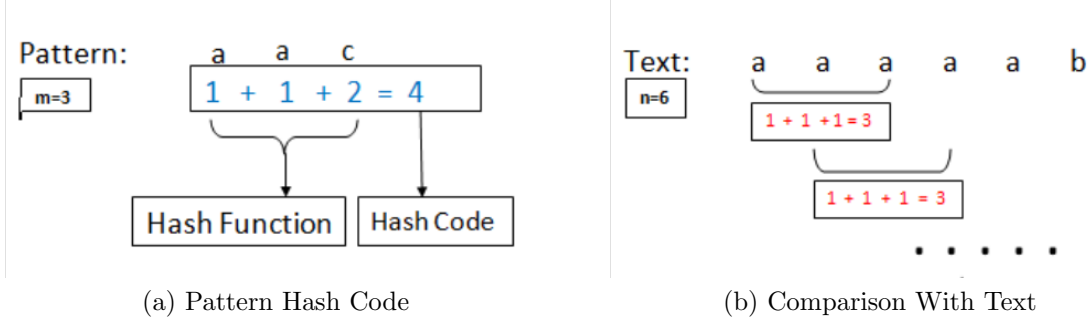 Pattern: a a c
m=3
1 + 1 + 2 = 4
Hash Function
Hash Code
(a) Pattern Hash Code
Text: a a a a a b
n=6
1 + 1 +1 = 3
1 + 1 + 1 = 3
. . . . .
(b) Comparison With Text